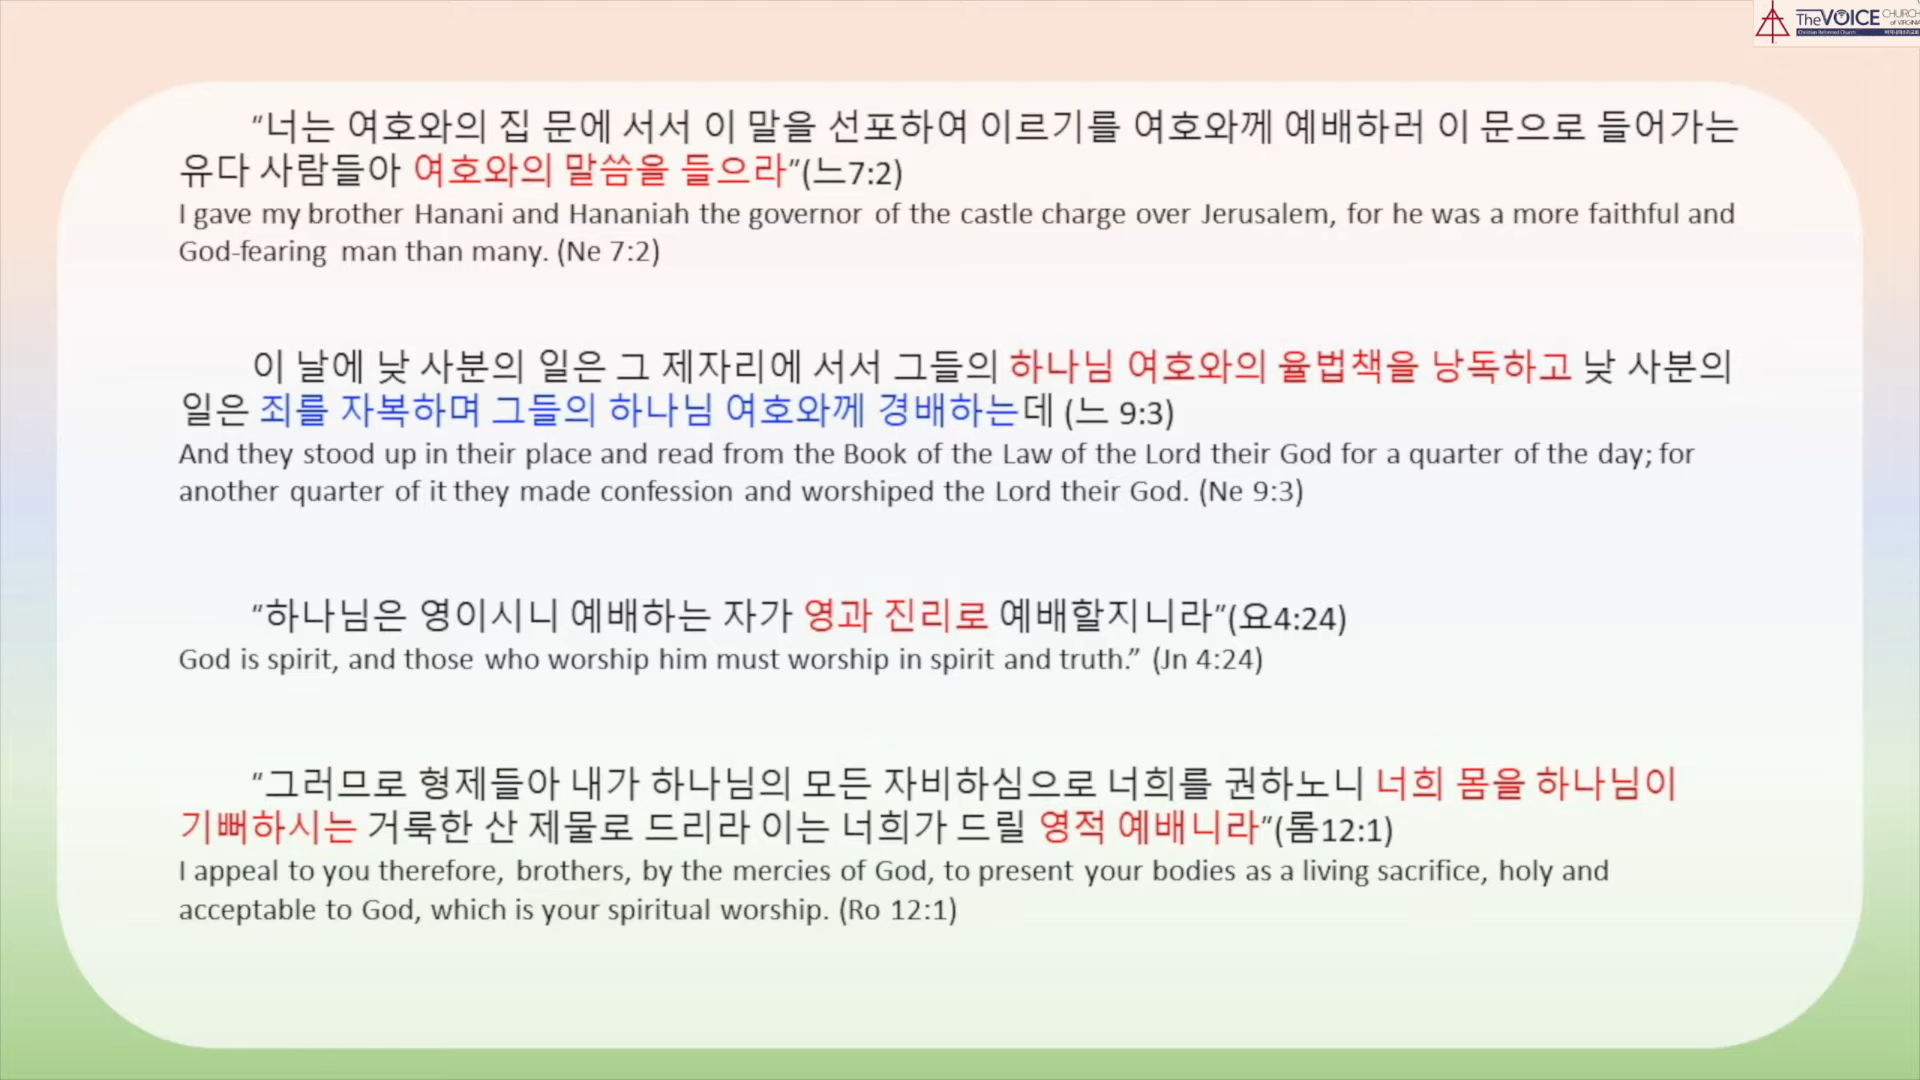 TheVOICE CHURCH
of VIRGINIA
Christian Reformed Church
"너는 여호와의 집 문에 서서 이 말을 선포하여 이르기를 여호와께 예배하러 이 문으로 들어가는
유다 사람들아 여호와의 말씀을 들으라"(느7:2)
I gave my brother Hanani and Hananiah the governor of the castle charge over Jerusalem, for he was a more faithful and
God-fearing man than many. (Ne 7:2)
이 날에 낮 사분의 일은 그 제자리에 서서 그들의 하나님 여호와의 율법책을 낭독하고 낮 사분의
일은 죄를 자복하며 그들의 하나님 여호와께 경배하는데 (느 9:3)
And they stood up in their place and read from the Book of the Law of the Lord their God for a quarter of the day; for
another quarter of it they made confession and worshiped the Lord their God. (Ne 9:3)
"하나님은 영이시니 예배하는 자가 영과 진리로 예배할지니라"(요4:24)
God is spirit, and those who worship him must worship in spirit and truth.” (Jn 4:24)
"그러므로 형제들아 내가 하나님의 모든 자비하심으로 너희를 권하노니 너희 몸을 하나님이
기뻐하시는 거룩한 산 제물로 드리라 이는 너희가 드릴 영적 예배니라"(롬12:1)
I appeal to you therefore, brothers, by the mercies of God, to present your bodies as a living sacrifice, holy and
acceptable to God, which is your spiritual worship. (Ro 12:1)